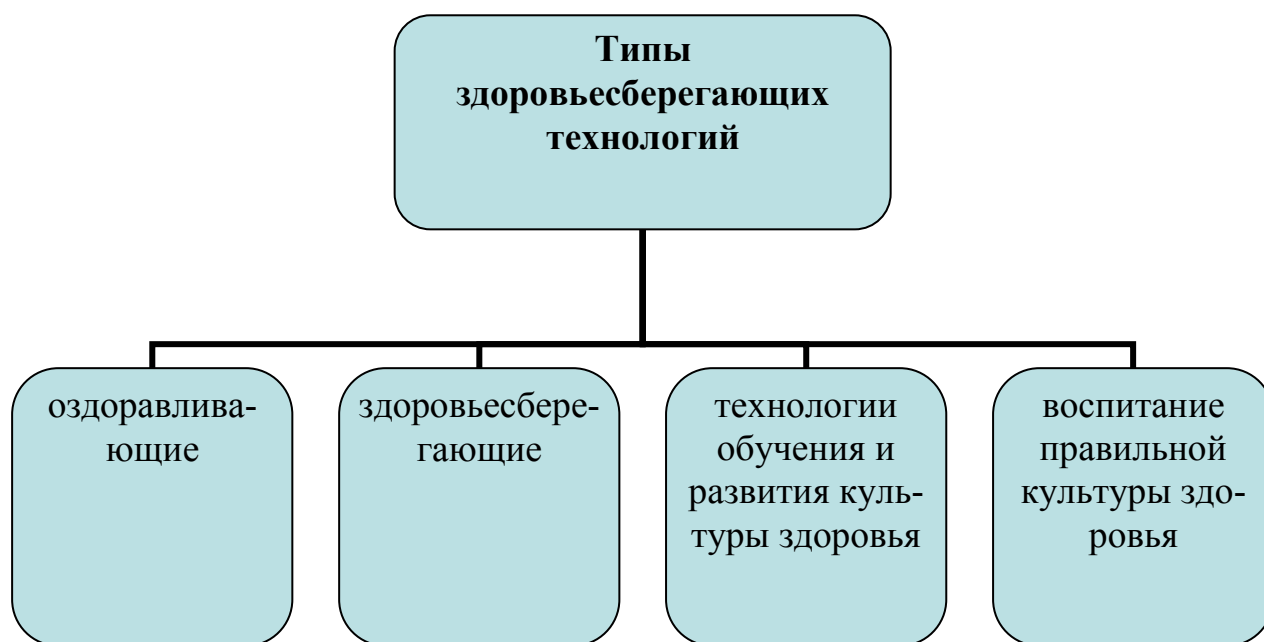 Типы
здоровьесберегающих
технологий
оздоравлива-
ющие
здоровьесбере-
гающие
технологии
обучения и
развития куль-
туры здоровья
воспитание
правильной
культуры здо-
ровья